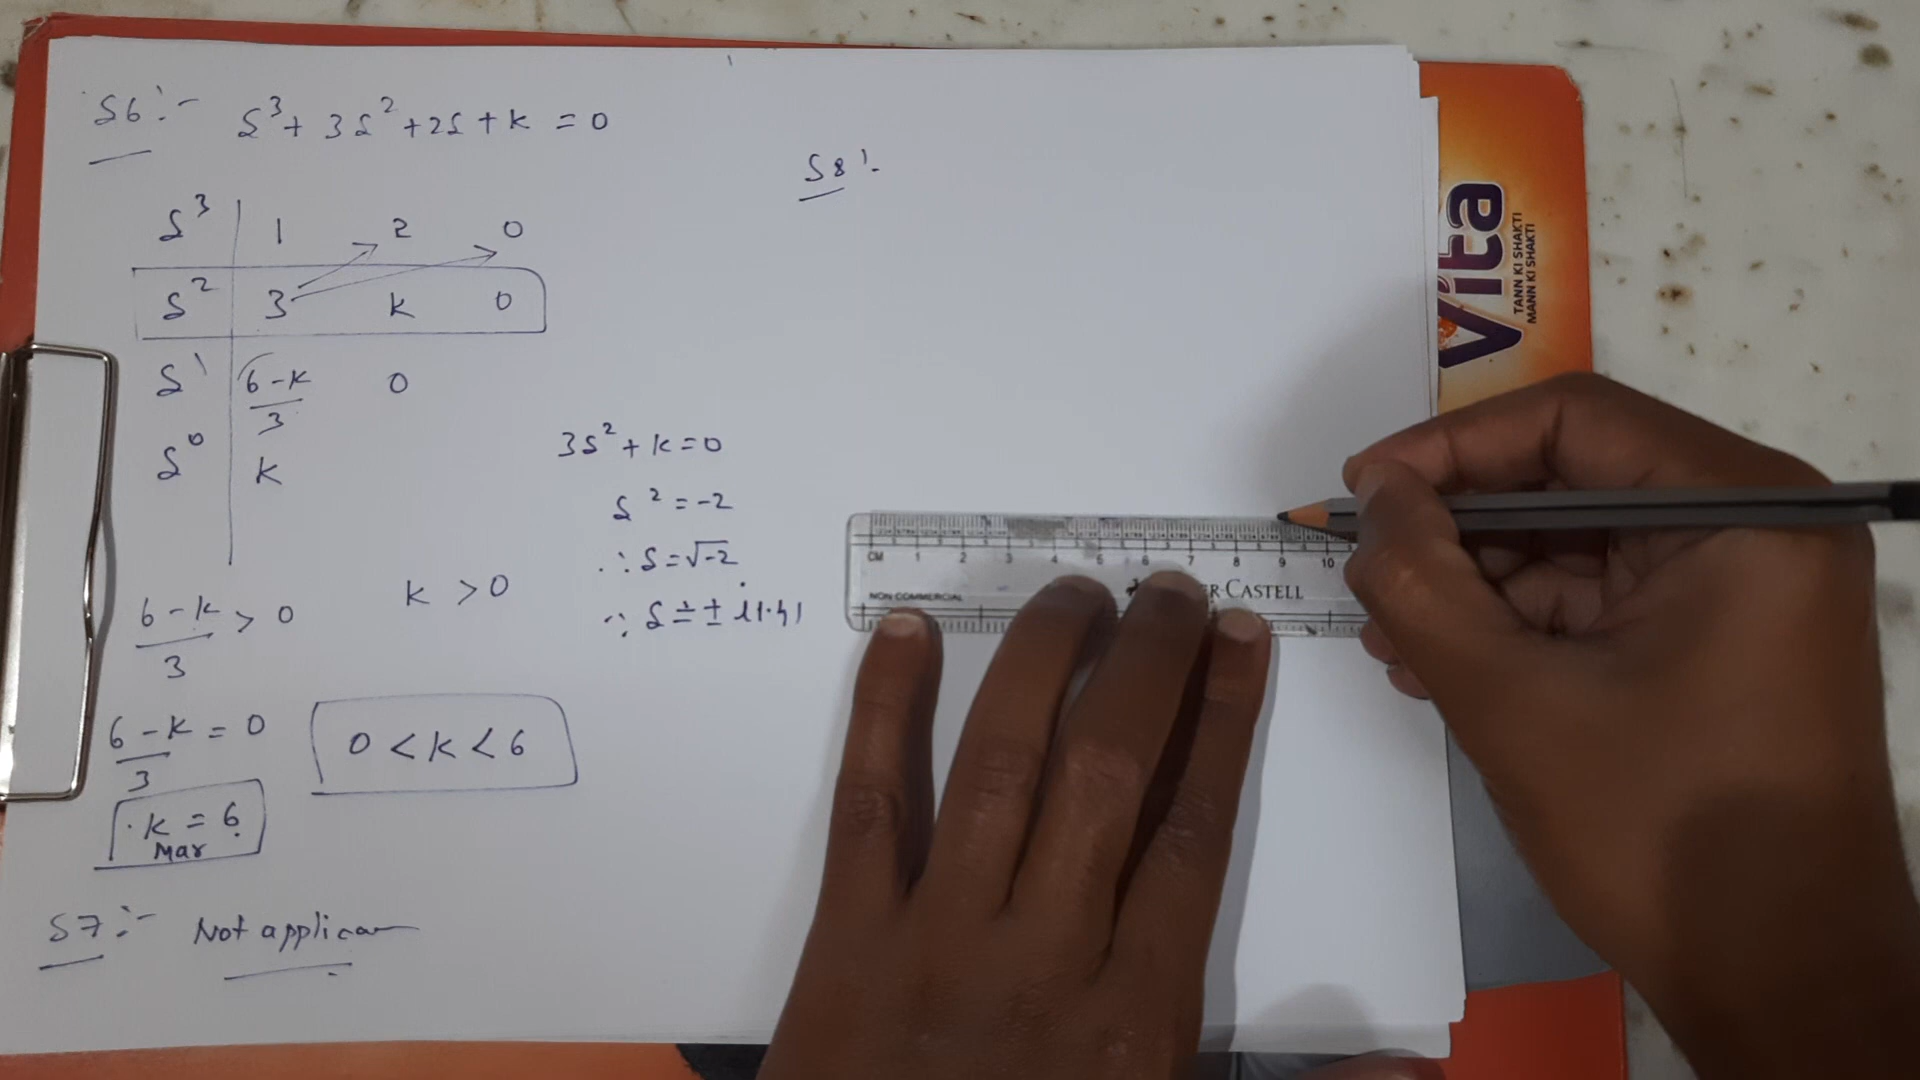 S6:- S³ + 3S² + 2S + K = 0
S³ 1 2 0
S² 3 K 0
S¹ 6-K/3 0
S⁰ K
6-K/3 > 0
K > 0
6-K/3 = 0
0 < K < 6
K = 6
Max
S7:- Not applican
3S² + K = 0
S² = -2
∴ S = √-2
∴ S = ± i1.41
S8:-
CM 1 2 3 4 5 6 7 8 9 10
NON COMMERCIAL
R-CASTELL
Vita
TANN KI SHAKTI
MANN KI SHAKTI